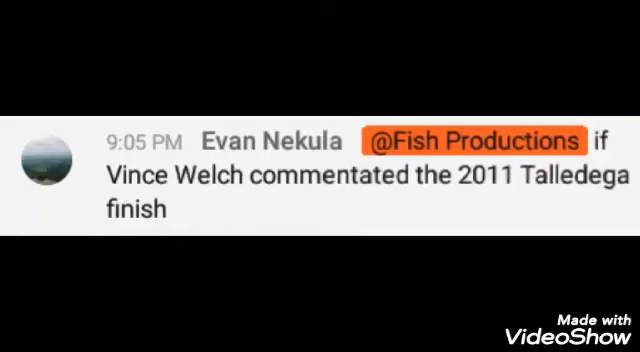 9:05 PM Evan Nekula @Fish Productions if
Vince Welch commentated the 2011 Talledega
finish
Made with
VideoShow